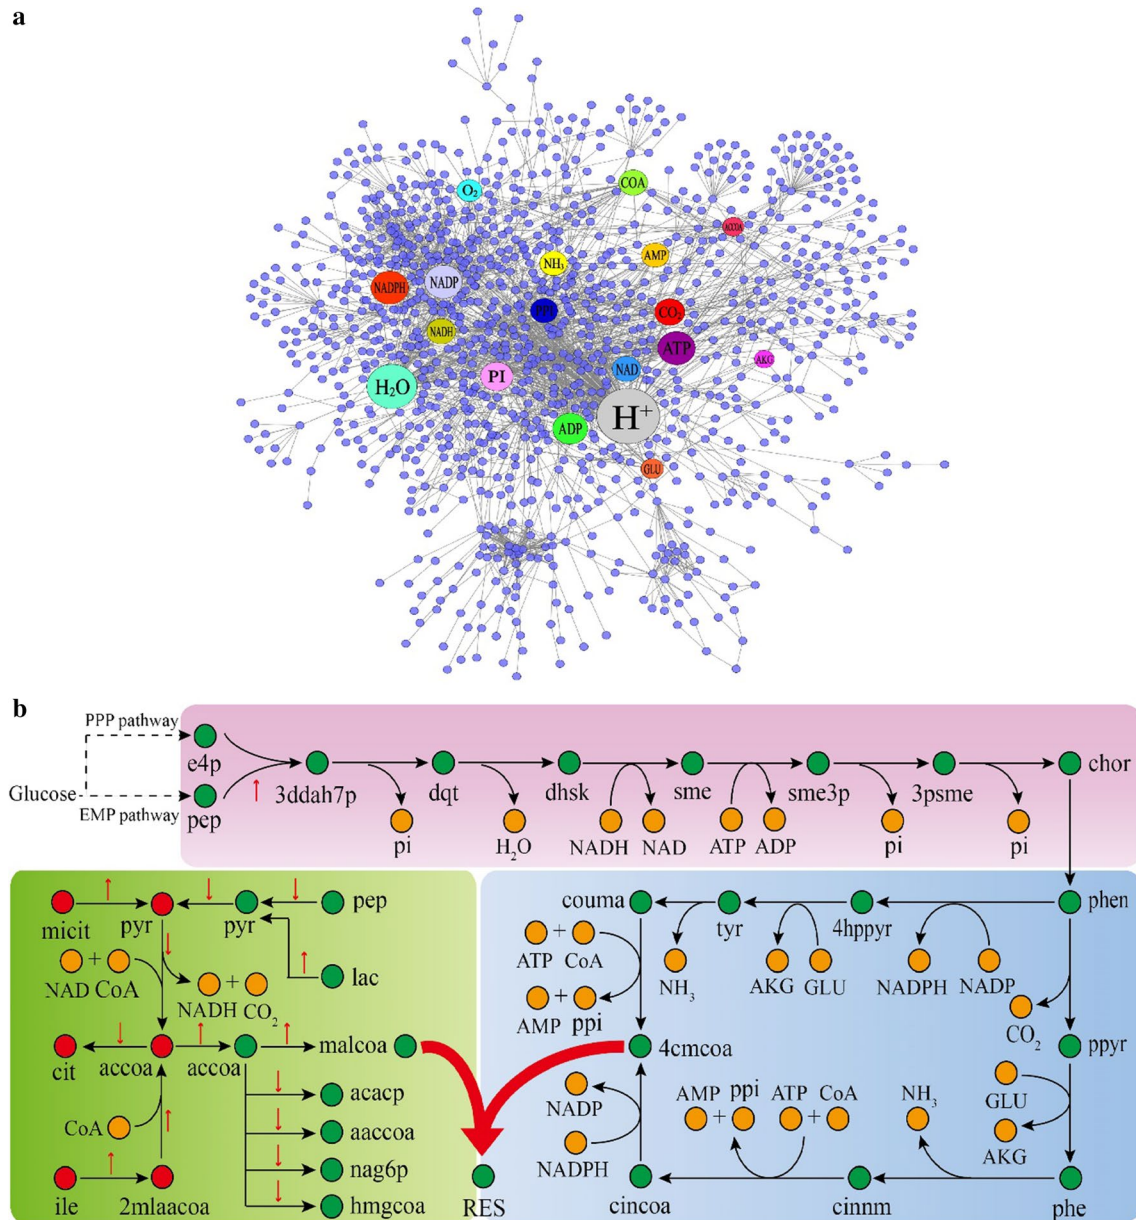 a
O₂
COA
ACCOA
NH₃
AMP
NADPH
NADP
PPI
CO₂
NADH
ATP
NAD
AKG
H₂O
PI
H⁺
ADP
GLU
b
PPP pathway
e4p
Glucose
EMP pathway
pep
3ddah7p
dqt
dhsk
sme
sme3p
3psme
chor
pi
H₂O
NADH
NAD
ATP
ADP
pi
pi
micit
pyr
pyr
pep
NAD
+
CoA
NADH
+
CO₂
lac
cit
accoa
accoa
malcoa
CoA
acacp
aaccoa
nag6p
hmgcoa
ile
2mlaacoa
RES
couma
tyr
4hppyr
phen
ATP
+
CoA
NH₃
AKG
GLU
NADPH
NADP
AMP
+
ppi
CO₂
4cmcoa
ppyr
NADP
NADPH
AMP
+
ppi
ATP
+
CoA
NH₃
GLU
AKG
cincoa
cinnm
phe